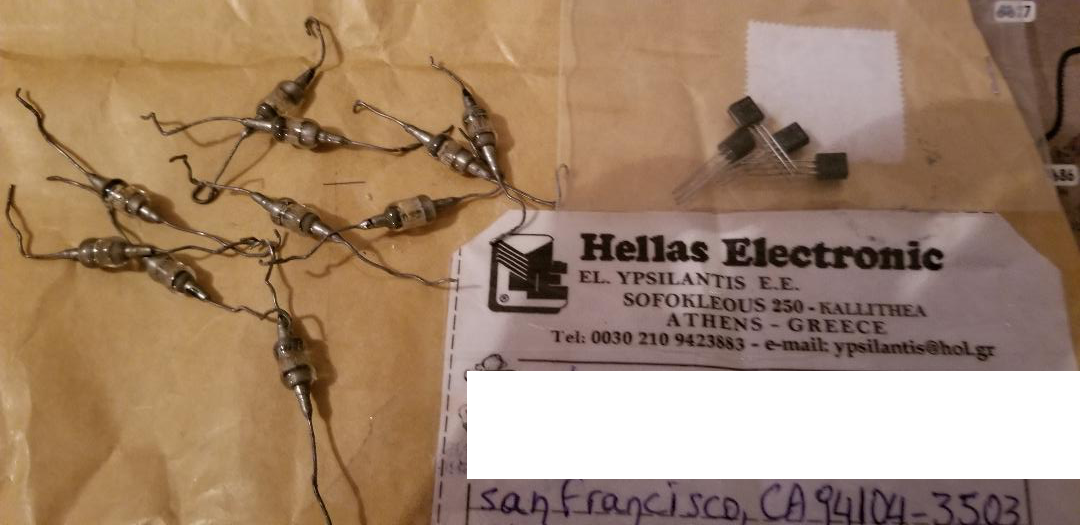 Hellas Electronic
EL. YPSILANTIS E.E.
SOFOKLEOUS 250 - KALLITHEA
ATHENS - GREECE
Tel: 0030 210 9423883 - e-mail: ypsilantis@hol.gr
®
san francisco, CA 94104-3503